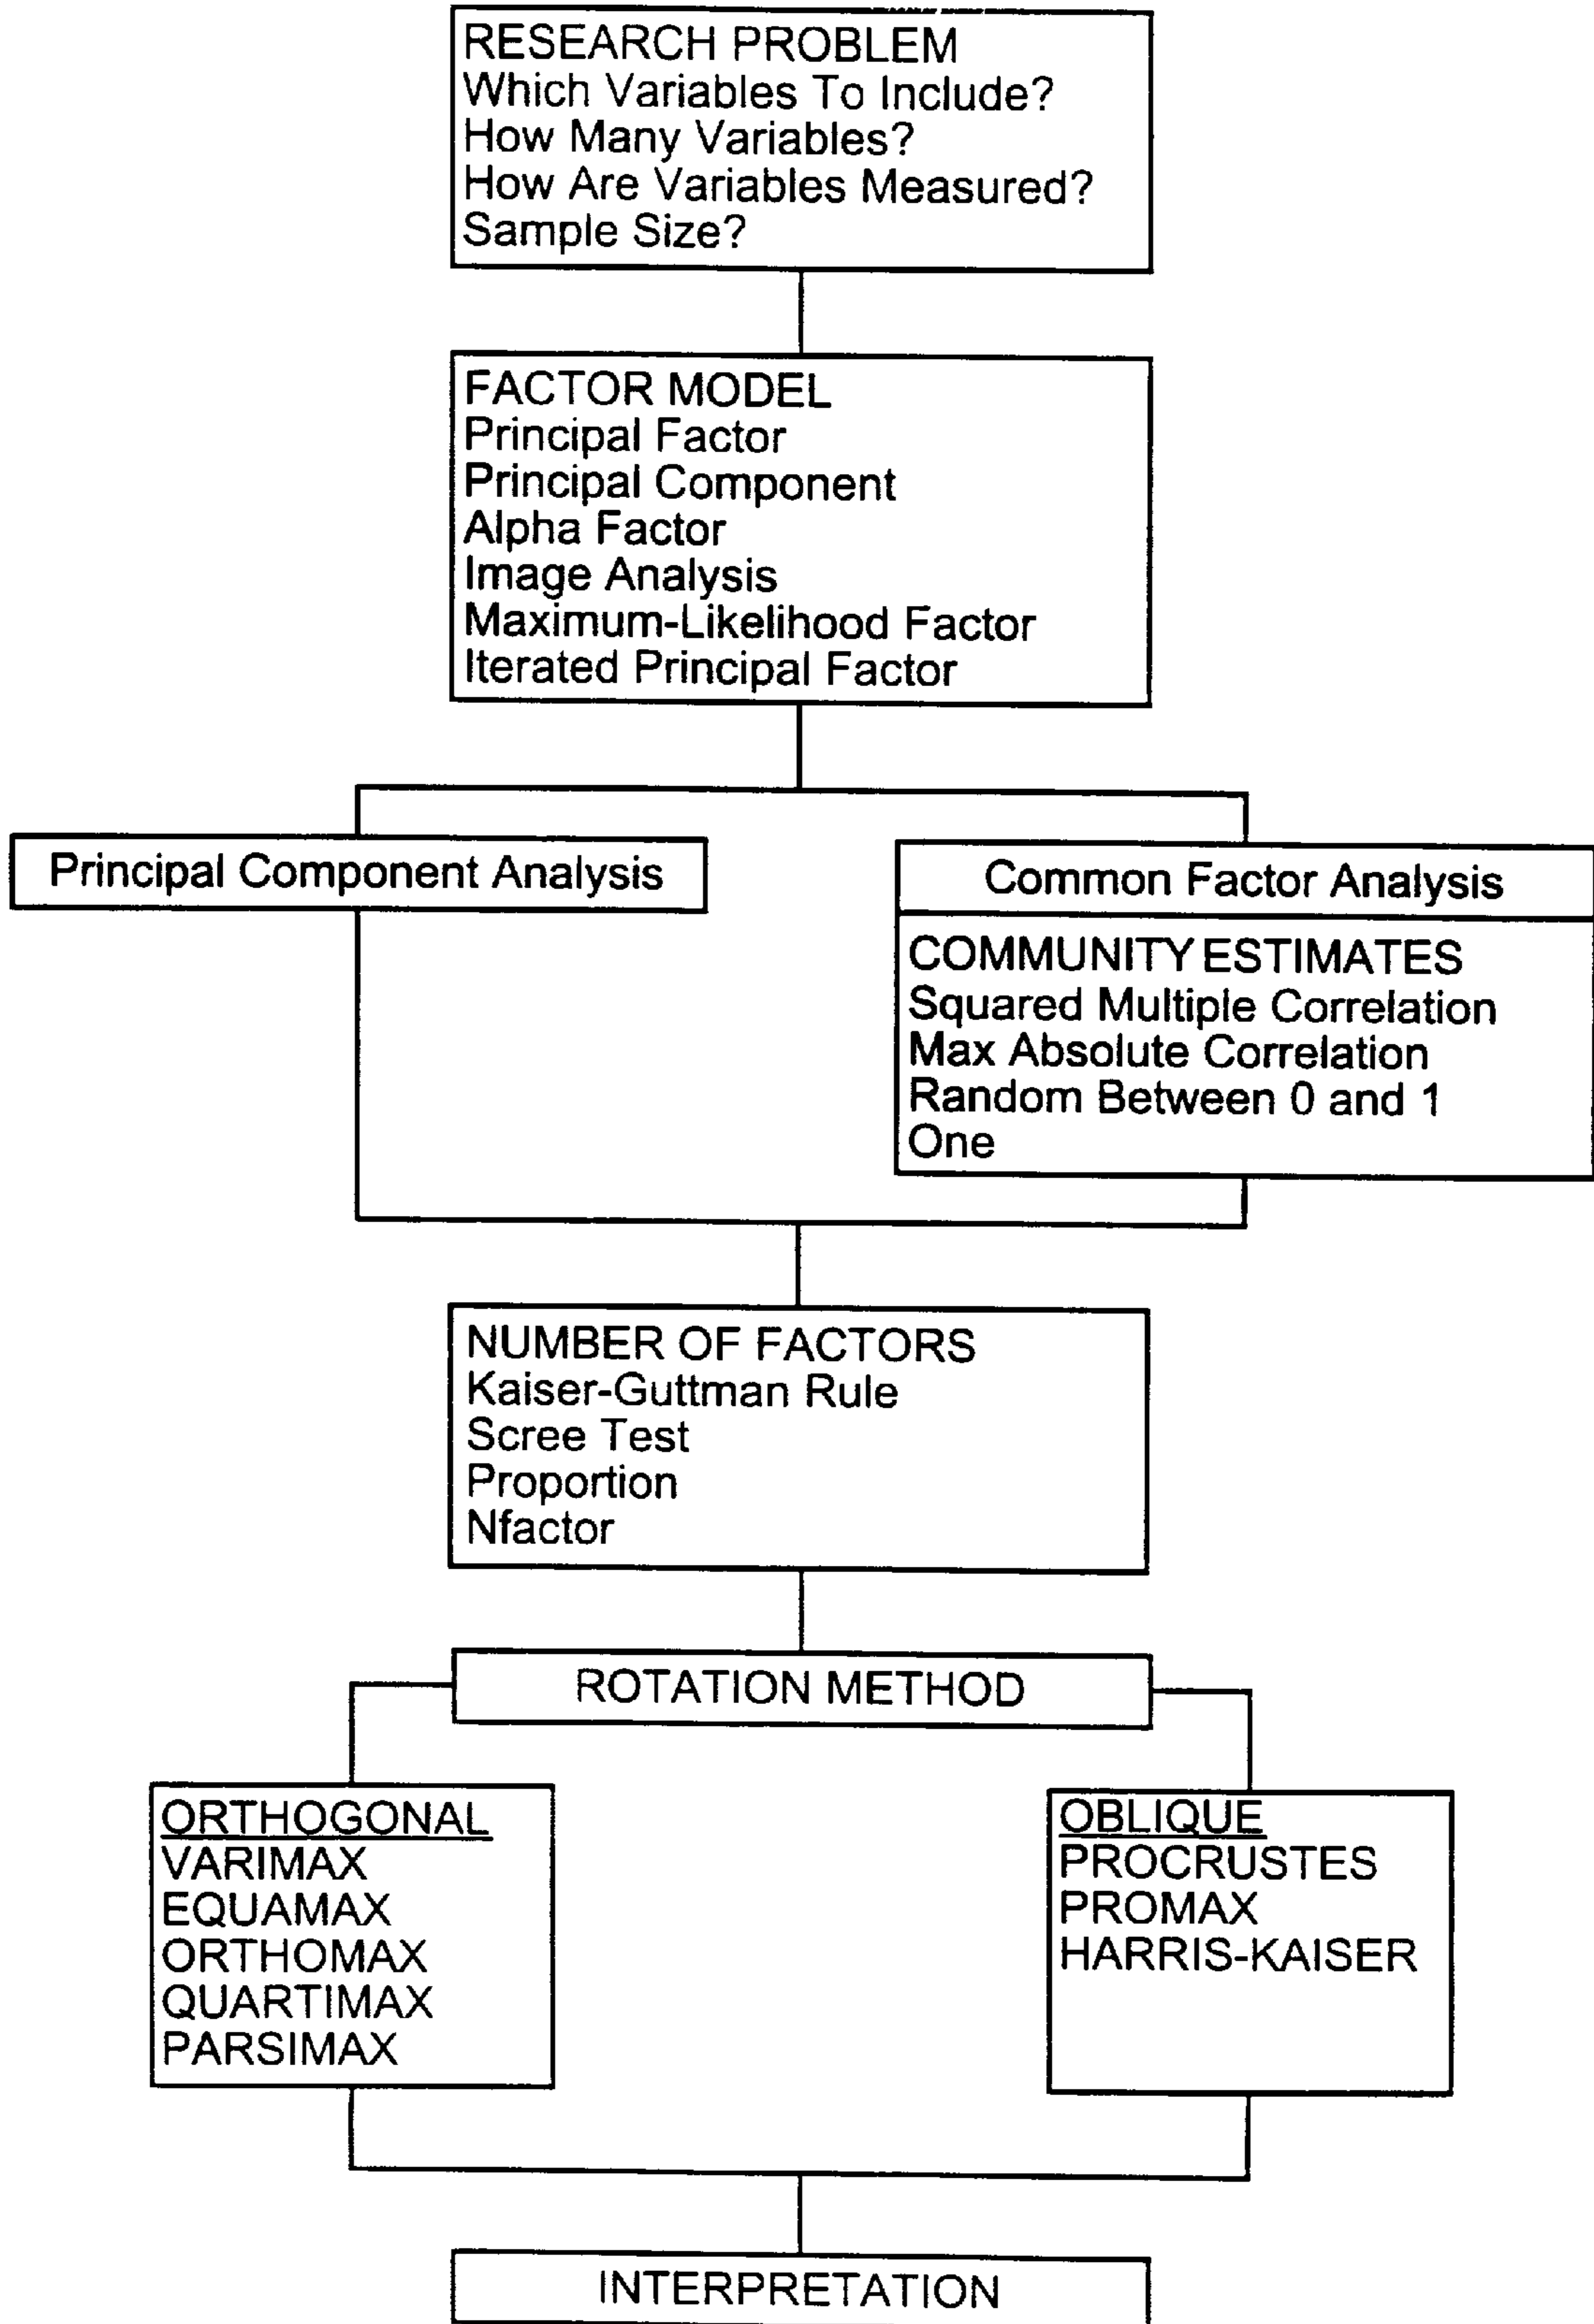 RESEARCH PROBLEM
Which Variables To Include?
How Many Variables?
How Are Variables Measured?
Sample Size?
FACTOR MODEL
Principal Factor
Principal Component
Alpha Factor
Image Analysis
Maximum-Likelihood Factor
Iterated Principal Factor
Principal Component Analysis
Common Factor Analysis
COMMUNITY ESTIMATES
Squared Multiple Correlation
Max Absolute Correlation
Random Between 0 and 1
One
NUMBER OF FACTORS
Kaiser-Guttman Rule
Scree Test
Proportion
Nfactor
ROTATION METHOD
ORTHOGONAL
VARIMAX
EQUAMAX
ORTHOMAX
QUARTIMAX
PARSIMAX
OBLIQUE
PROCRUSTES
PROMAX
HARRIS-KAISER
INTERPRETATION